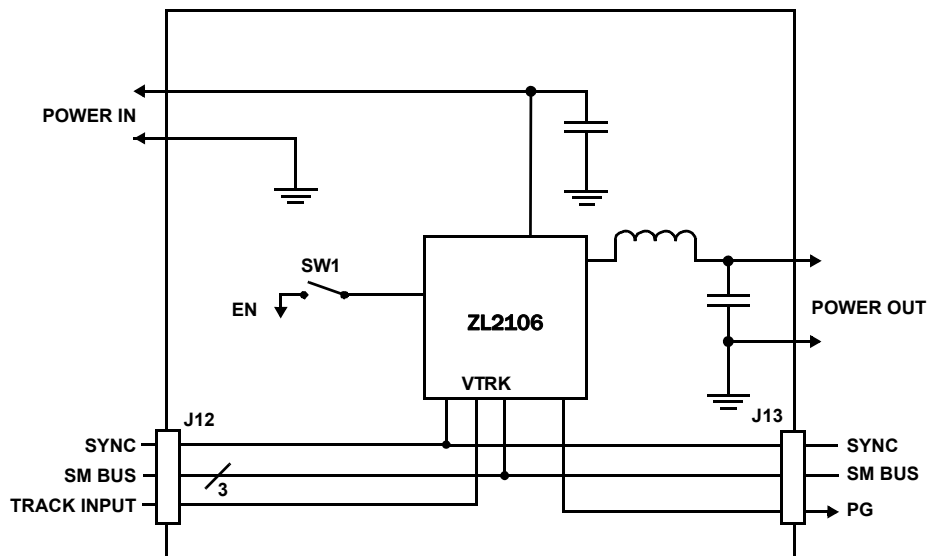 POWER IN
SW1
EN
ZL2106
POWER OUT
VTRK
J12
J13
SYNC
SYNC
SM BUS
3
SM BUS
TRACK INPUT
PG